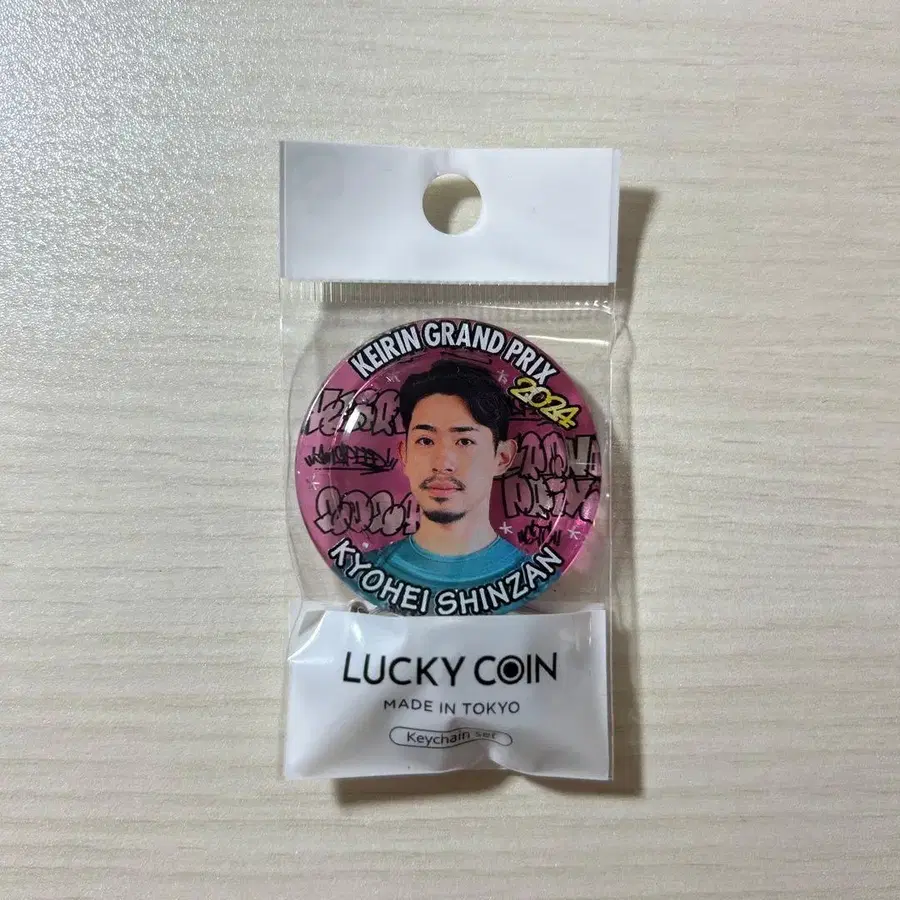 KEIRIN GRAND PRIX
2024
KYOHEI SHINZAN
LUCKY COIN
MADE IN TOKYO
Keychain set